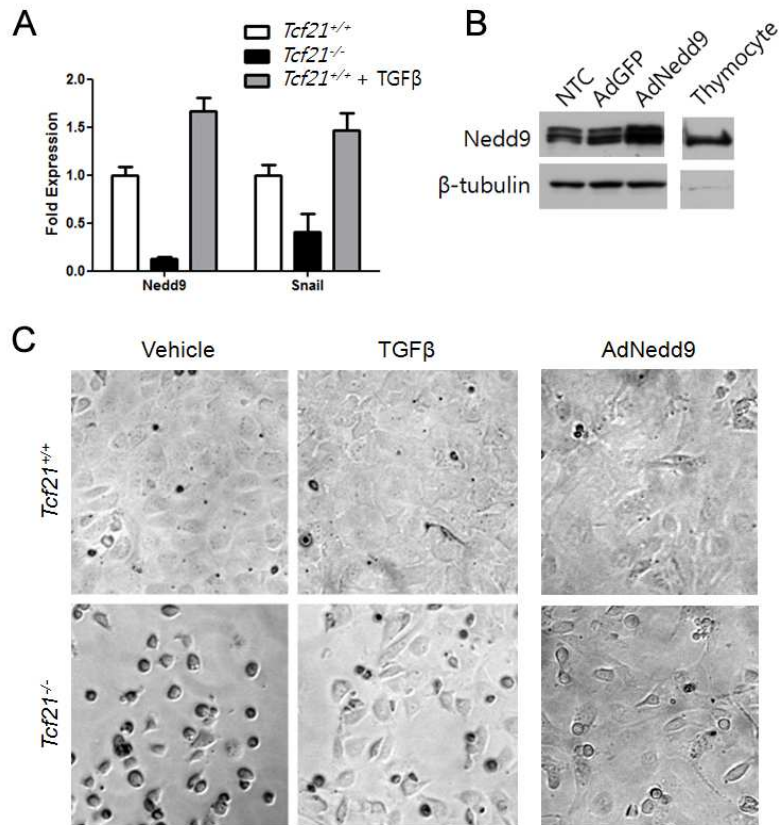 A
Tcf21+/+
Tcf21-/-
Tcf21+/+ + TGFβ
Fold Expression
2.0
1.5
1.0
0.5
0.0
Nedd9
Snail
B
NTC
AdGFP
AdNedd9
Thymocyte
Nedd9
β-tubulin
C
Vehicle
TGFβ
AdNedd9
Tcf21+/+
Tcf21-/-